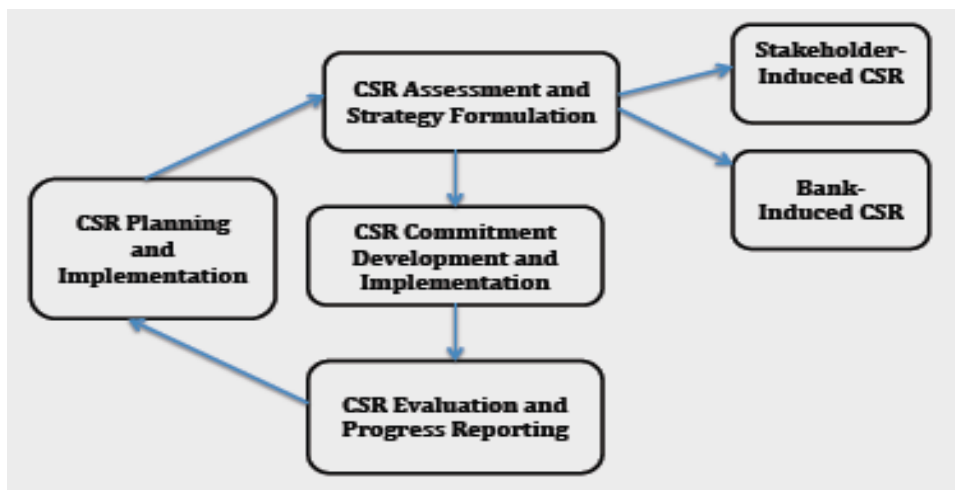 Stakeholder-
Induced CSR
CSR Assessment and
Strategy Formulation
Bank-
Induced CSR
CSR Planning
and
Implementation
CSR Commitment
Development and
Implementation
CSR Evaluation and
Progress Reporting